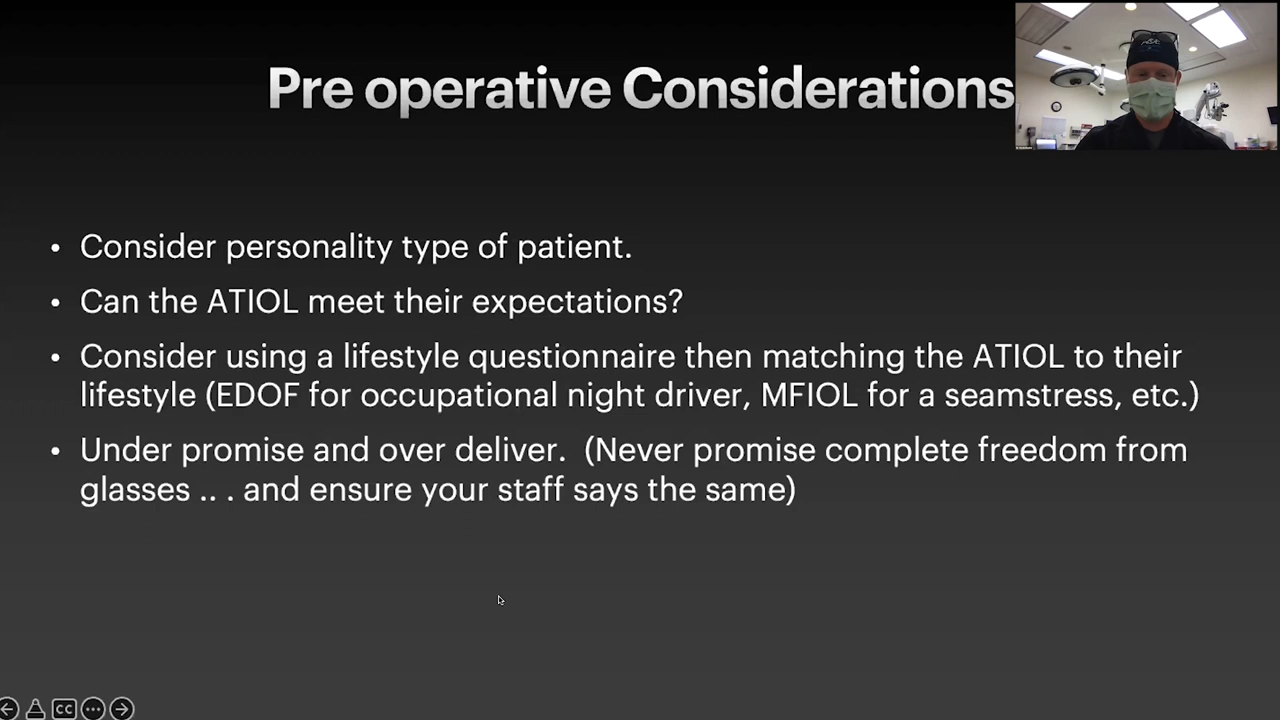 Pre operative Considerations
• Consider personality type of patient.
• Can the ATIOL meet their expectations?
• Consider using a lifestyle questionnaire then matching the ATIOL to their
lifestyle (EDOF for occupational night driver, MFIOL for a seamstress, etc.)
• Under promise and over deliver.  (Never promise complete freedom from
glasses .. . and ensure your staff says the same)
CC